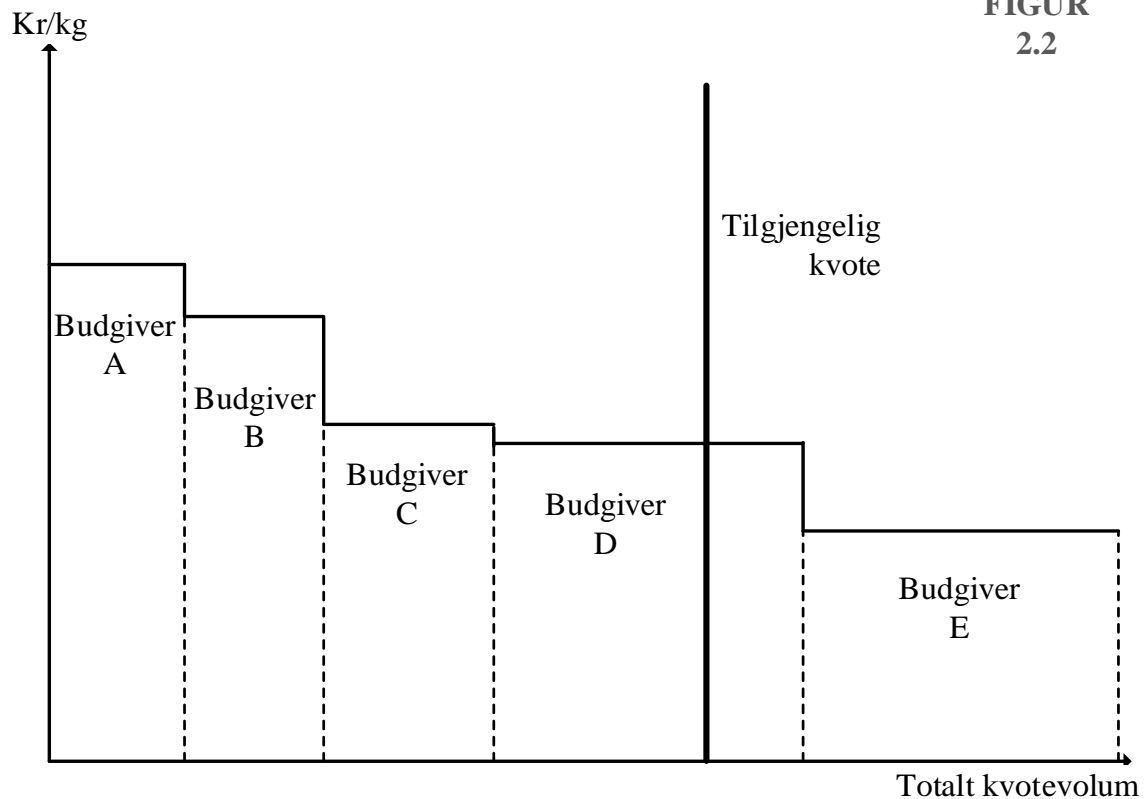 FIGUR
2.2
Kr/kg
Tilgjengelig
kvote
Budgiver
A
Budgiver
B
Budgiver
C
Budgiver
D
Budgiver
E
Totalt kvotevolum